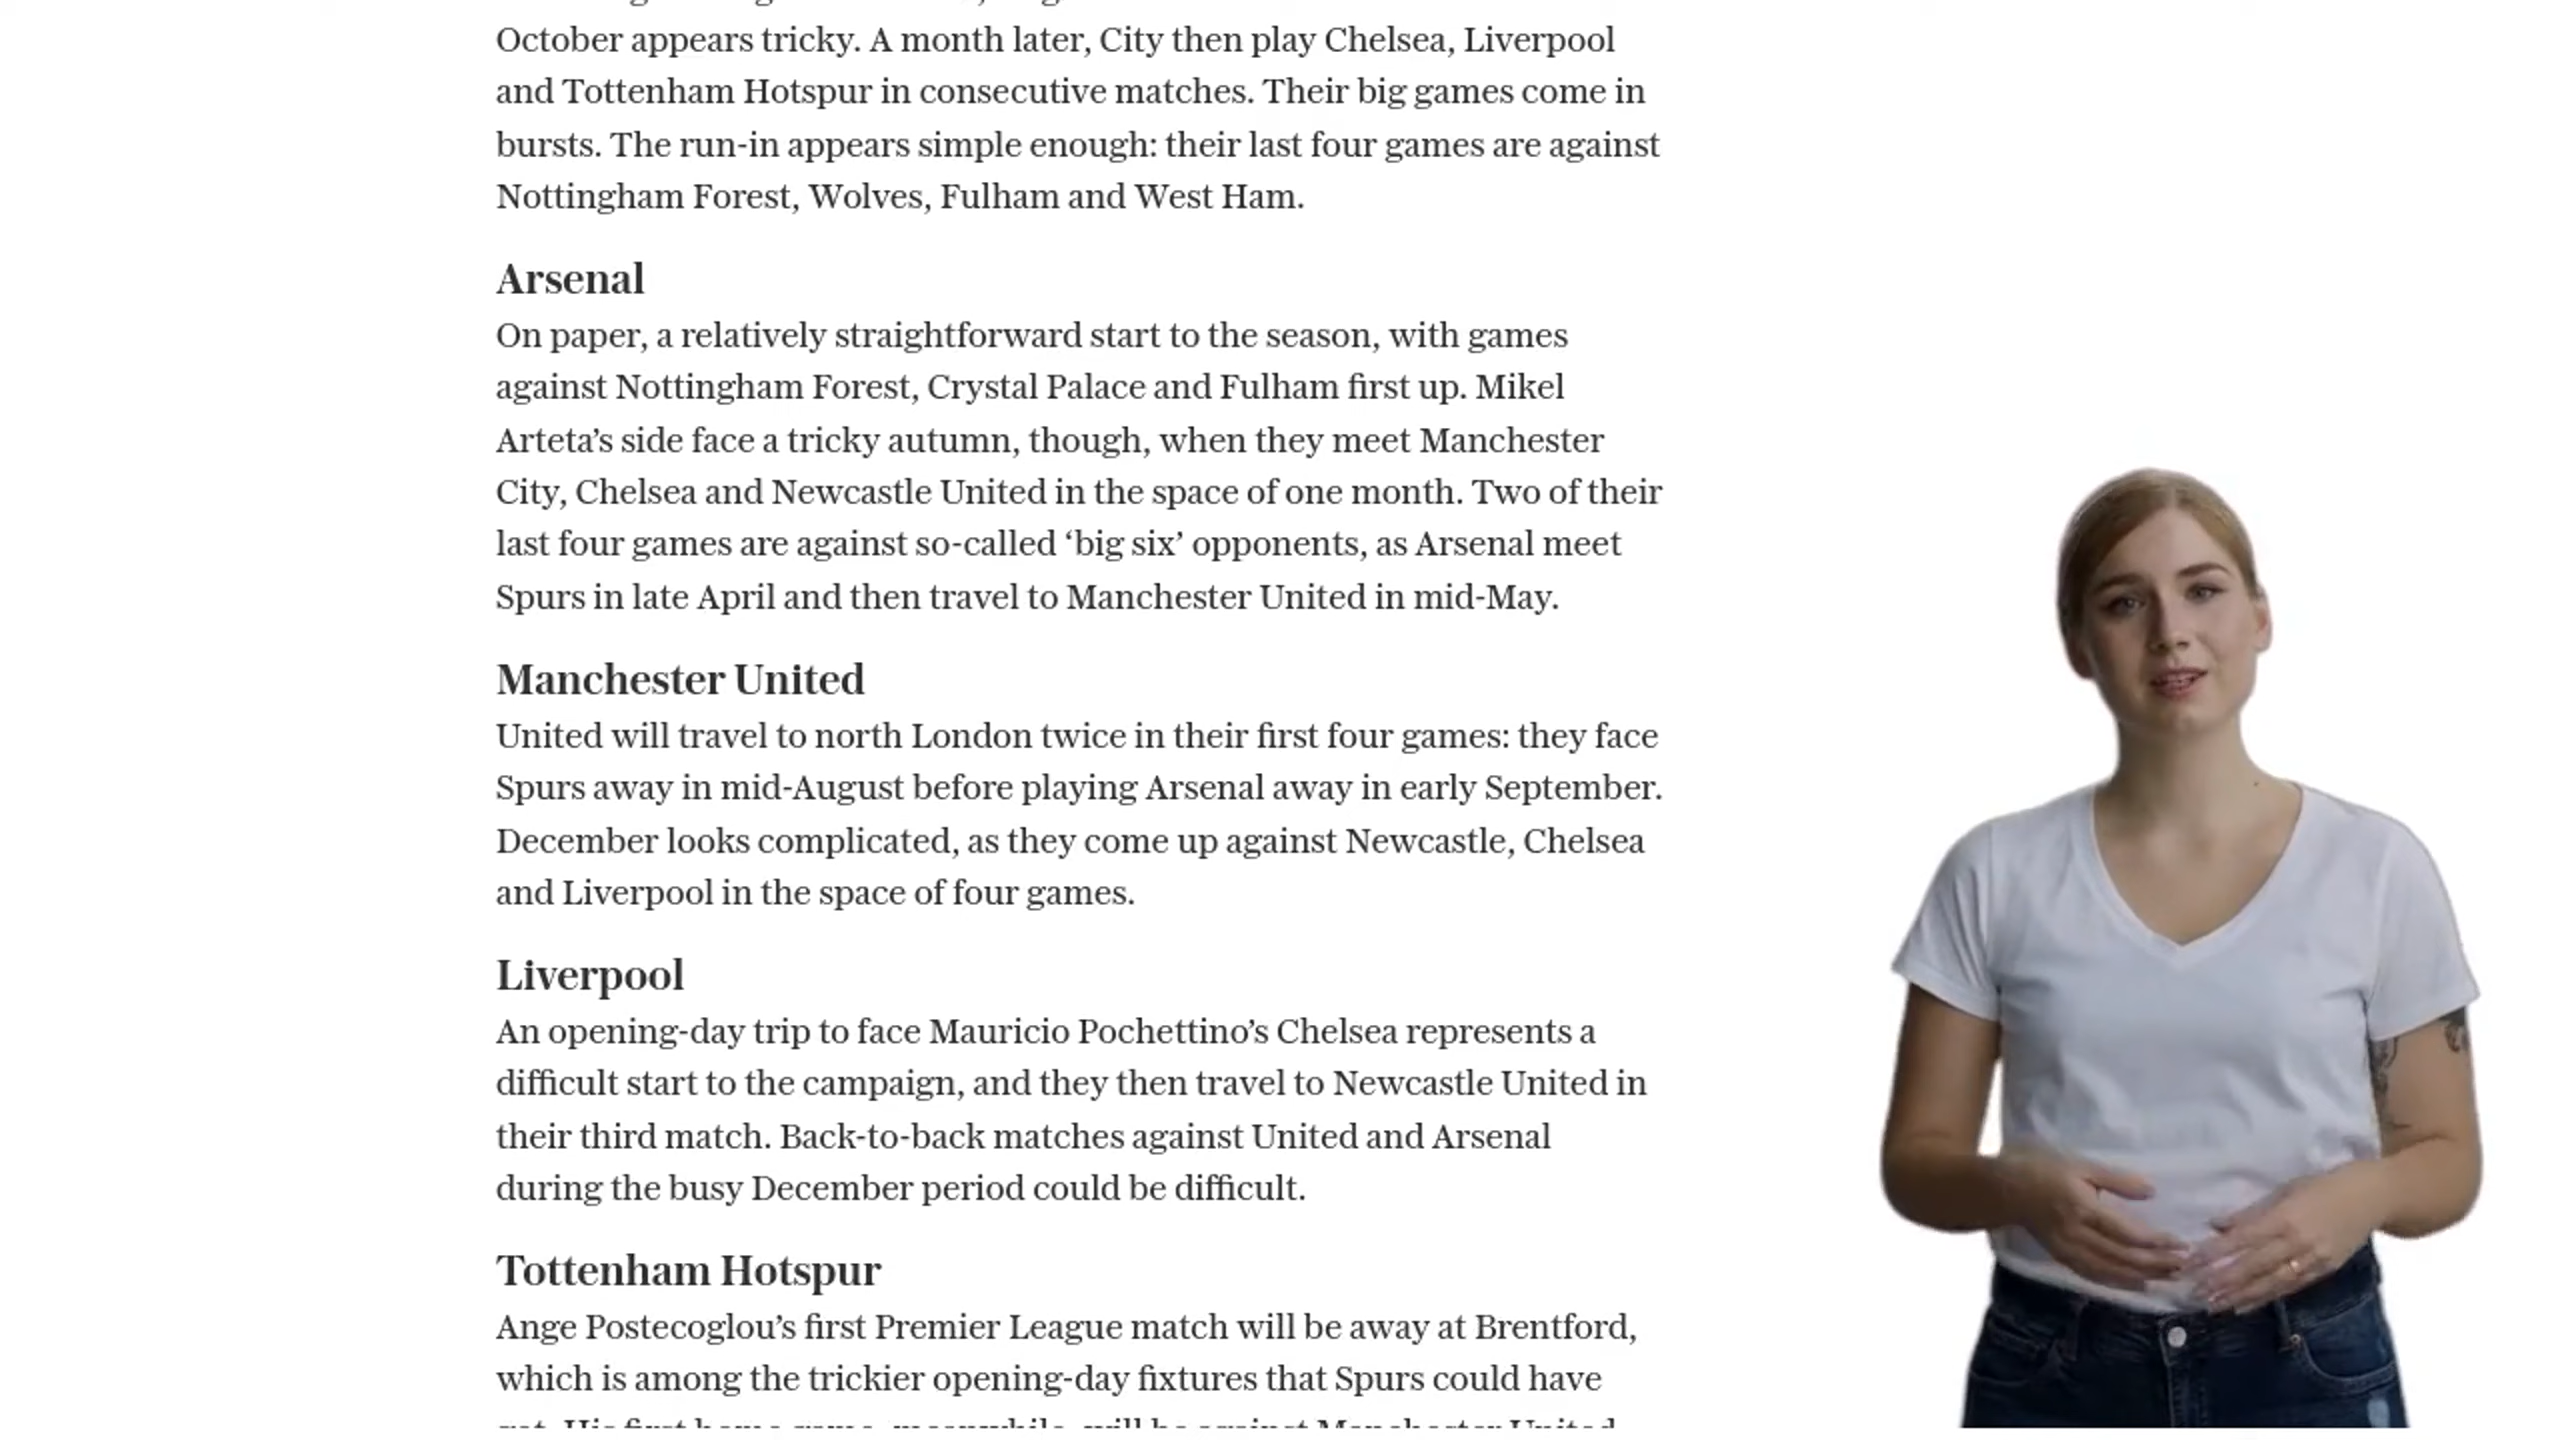 October appears tricky. A month later, City then play Chelsea, Liverpool
and Tottenham Hotspur in consecutive matches. Their big games come in
bursts. The run-in appears simple enough: their last four games are against
Nottingham Forest, Wolves, Fulham and West Ham.
Arsenal
On paper, a relatively straightforward start to the season, with games
against Nottingham Forest, Crystal Palace and Fulham first up. Mikel
Arteta’s side face a tricky autumn, though, when they meet Manchester
City, Chelsea and Newcastle United in the space of one month. Two of their
last four games are against so-called ‘big six’ opponents, as Arsenal meet
Spurs in late April and then travel to Manchester United in mid-May.
Manchester United
United will travel to north London twice in their first four games: they face
Spurs away in mid-August before playing Arsenal away in early September.
December looks complicated, as they come up against Newcastle, Chelsea
and Liverpool in the space of four games.
Liverpool
An opening-day trip to face Mauricio Pochettino’s Chelsea represents a
difficult start to the campaign, and they then travel to Newcastle United in
their third match. Back-to-back matches against United and Arsenal
during the busy December period could be difficult.
Tottenham Hotspur
Ange Postecoglou’s first Premier League match will be away at Brentford,
which is among the trickier opening-day fixtures that Spurs could have
got. His first home game, meanwhile, will be against Manchester United